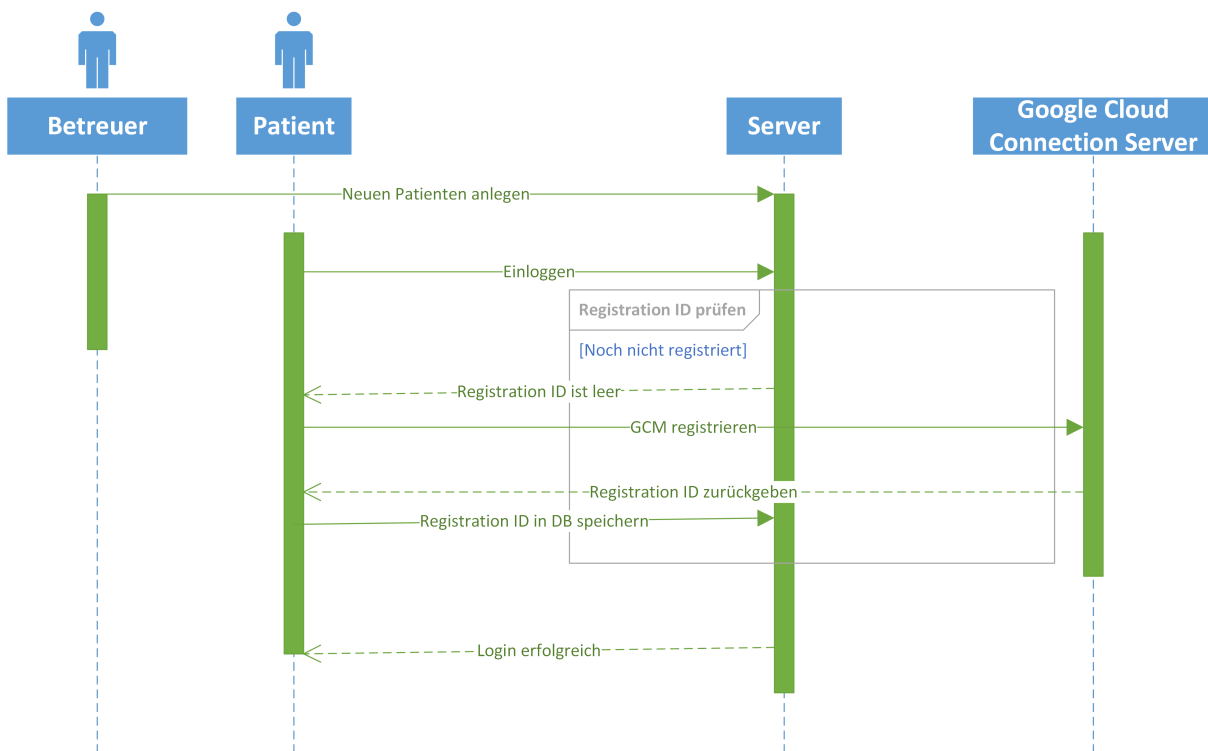 Betreuer
Patient
Server
Google Cloud
Connection Server
Neuen Patienten anlegen
Einloggen
Registration ID prüfen
[Noch nicht registriert]
Registration ID ist leer
GCM registrieren
Registration ID zurückgeben
Registration ID in DB speichern
Login erfolgreich